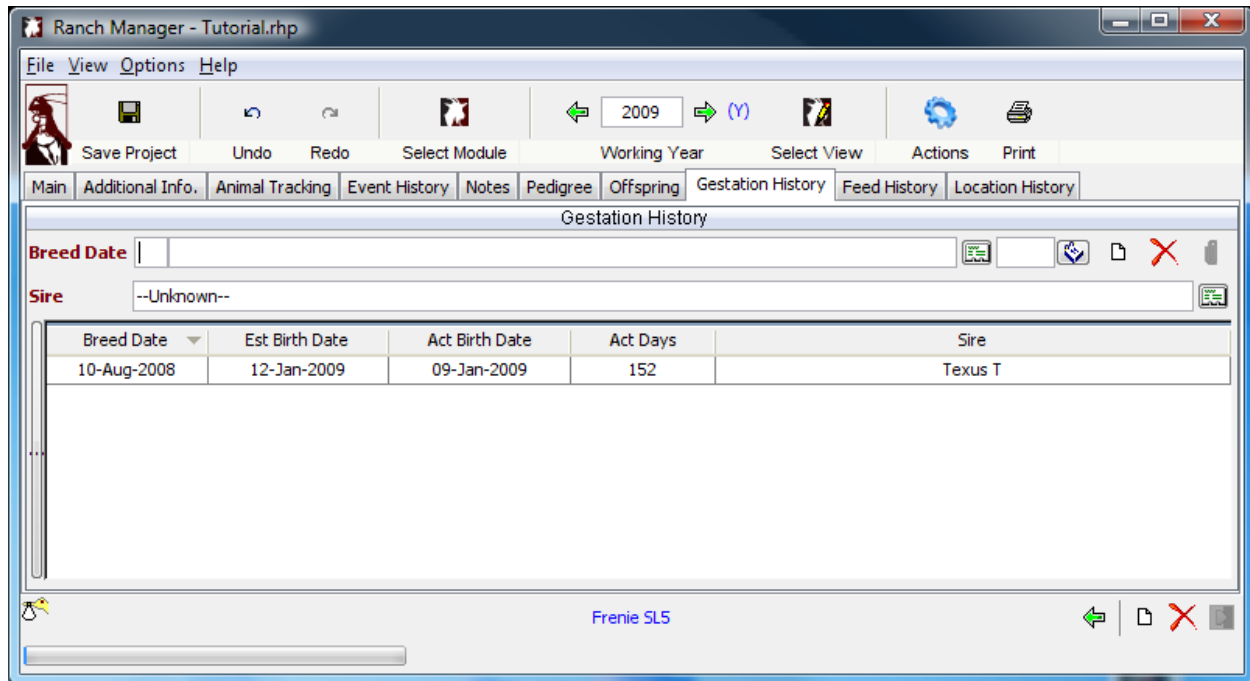 Ranch Manager - Tutorial.rhp
File View Options Help
2009 (Y)
Save Project Undo Redo Select Module Working Year Select View Actions Print
Main Additional Info. Animal Tracking Event History Notes Pedigree Offspring Gestation History Feed History Location History
Gestation History
Breed Date
Sire --Unknown--
Breed Date Est Birth Date Act Birth Date Act Days Sire
10-Aug-2008 12-Jan-2009 09-Jan-2009 152 Texus T
Frenie SL5